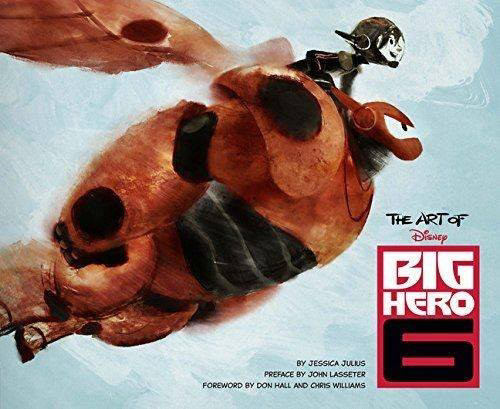 THE ART OF
Disney
BIG
HERO
6
BY JESSICA JULIUS
PREFACE BY JOHN LASSETER
FOREWORD BY DON HALL AND CHRIS WILLIAMS